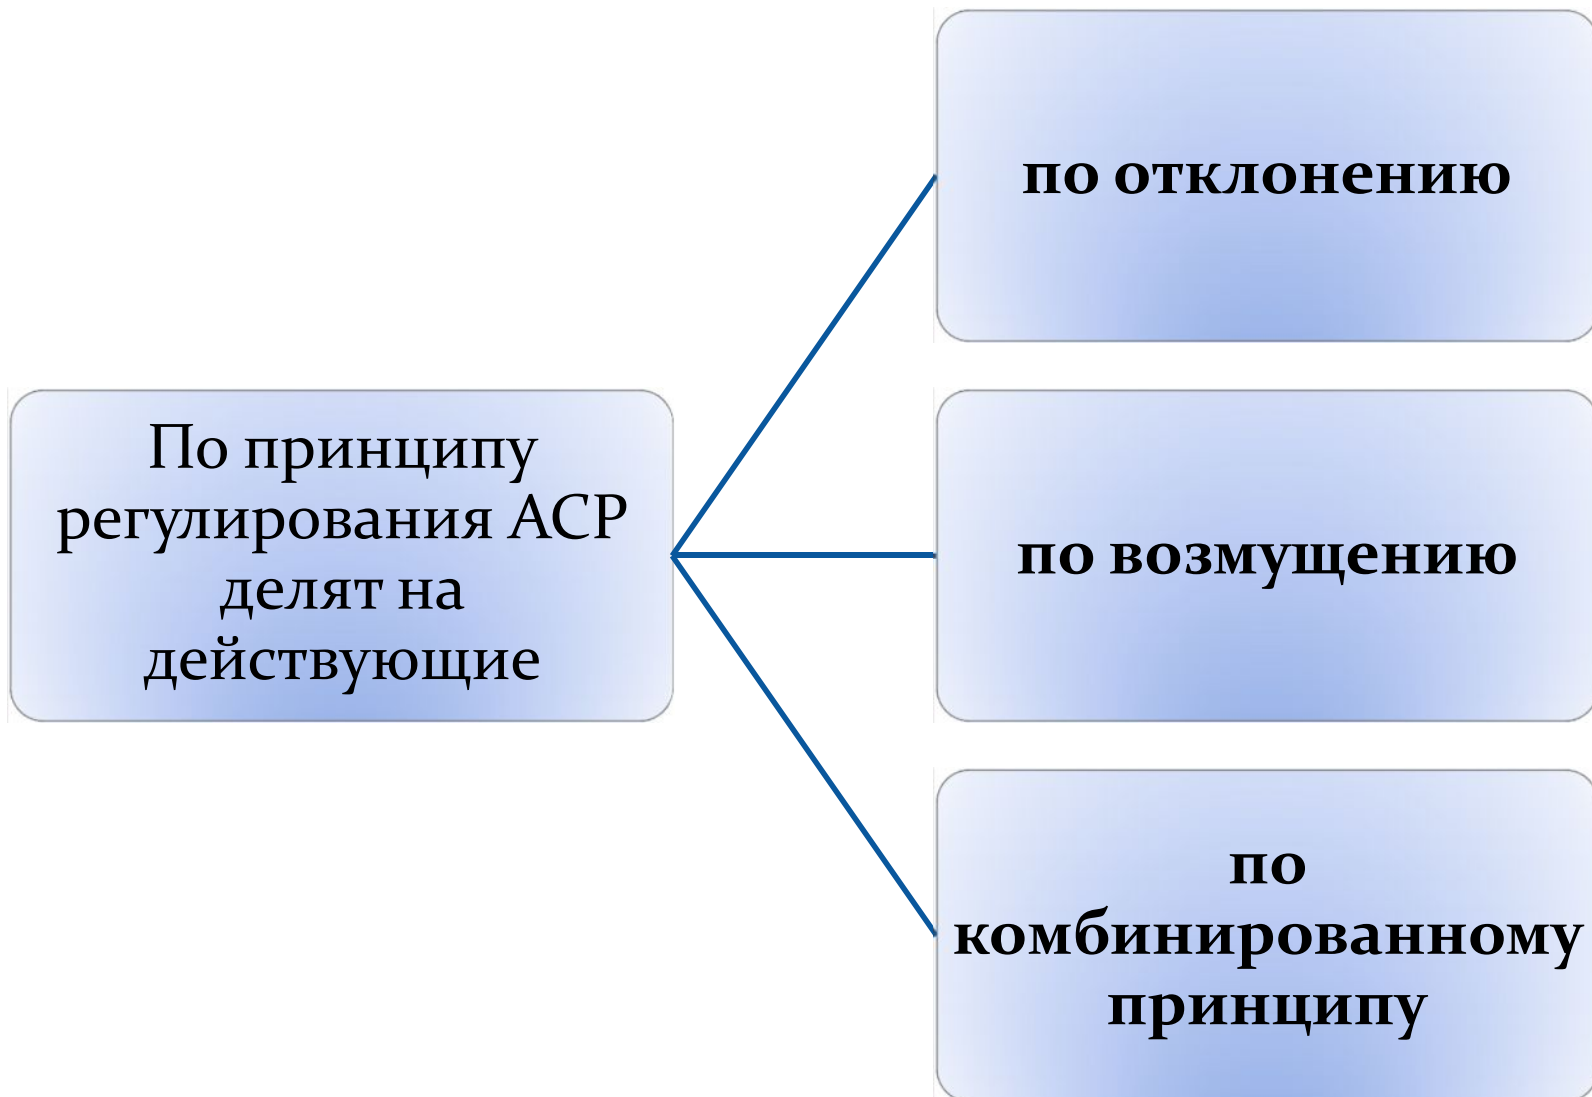 По принципу
регулирования АСР
делят на
действующие
по отклонению
по возмущению
по
комбинированному
принципу